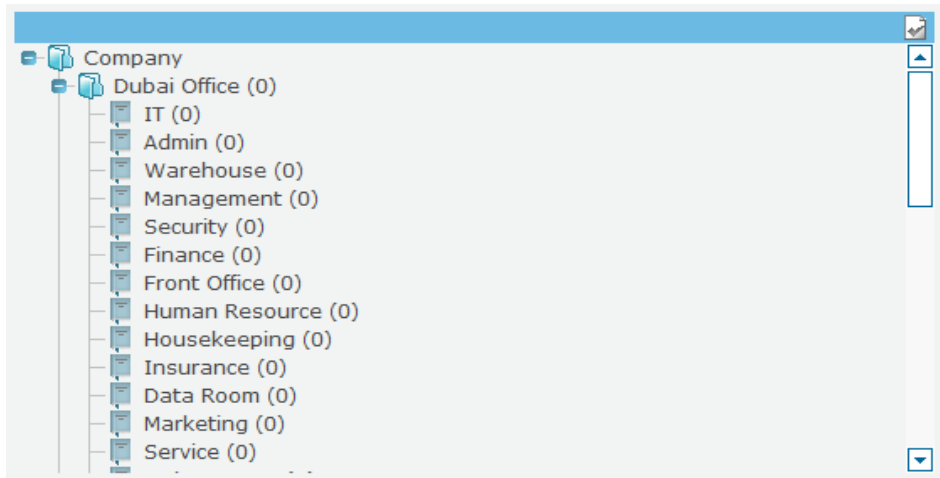 Company
Dubai Office (0)
IT (0)
Admin (0)
Warehouse (0)
Management (0)
Security (0)
Finance (0)
Front Office (0)
Human Resource (0)
Housekeeping (0)
Insurance (0)
Data Room (0)
Marketing (0)
Service (0)